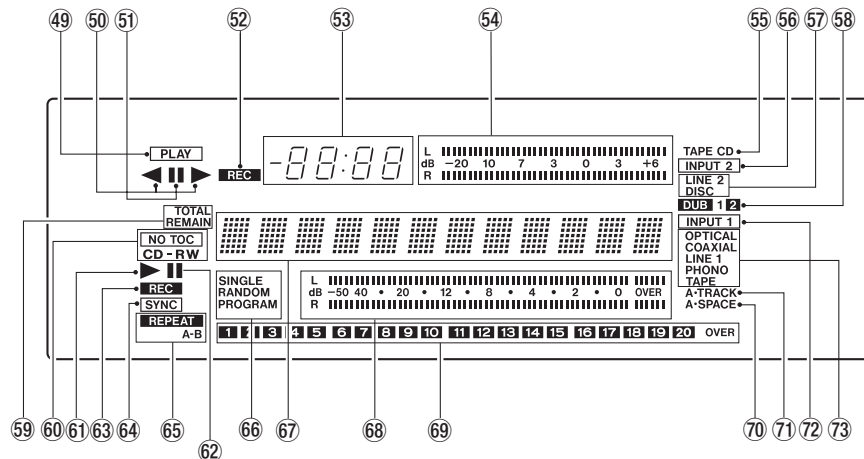 49 50 51 52 53 54 55 56 57 58
PLAY
◀ II ▶
REC
-88:88
L
dB -20 10 7 3 0 3 +6
R
TAPE CD
INPUT 2
LINE 2
DISC
DUB 1 2
TOTAL
REMAIN
NO TOC
CD-RW
▶ II
REC
SYNC
REPEAT
A-B
SINGLE
RANDOM
PROGRAM
L
dB -50 40 • 20 • 12 • 8 • 4 • 2 • 0 OVER
R
1 2 3 4 5 6 7 8 9 10 11 12 13 14 15 16 17 18 19 20 OVER
INPUT 1
OPTICAL
COAXIAL
LINE 1
PHONO
TAPE
A•TRACK
A•SPACE
59 60 61 63 64 65 62 66 67 68 69 70 71 72 73